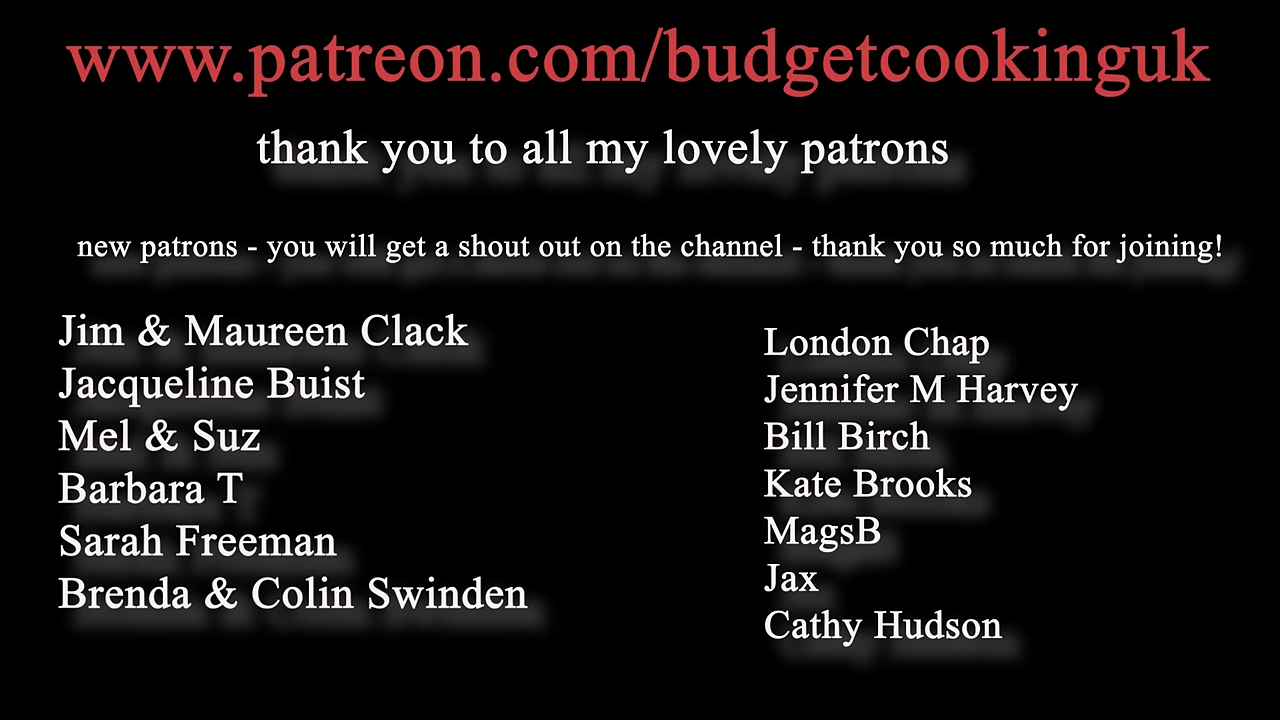 www.patreon.com/budgetcookinguk
thank you to all my lovely patrons
new patrons - you will get a shout out on the channel - thank you so much for joining!
Jim & Maureen Clack
Jacqueline Buist
Mel & Suz
Barbara T
Sarah Freeman
Brenda & Colin Swinden
London Chap
Jennifer M Harvey
Bill Birch
Kate Brooks
MagsB
Jax
Cathy Hudson